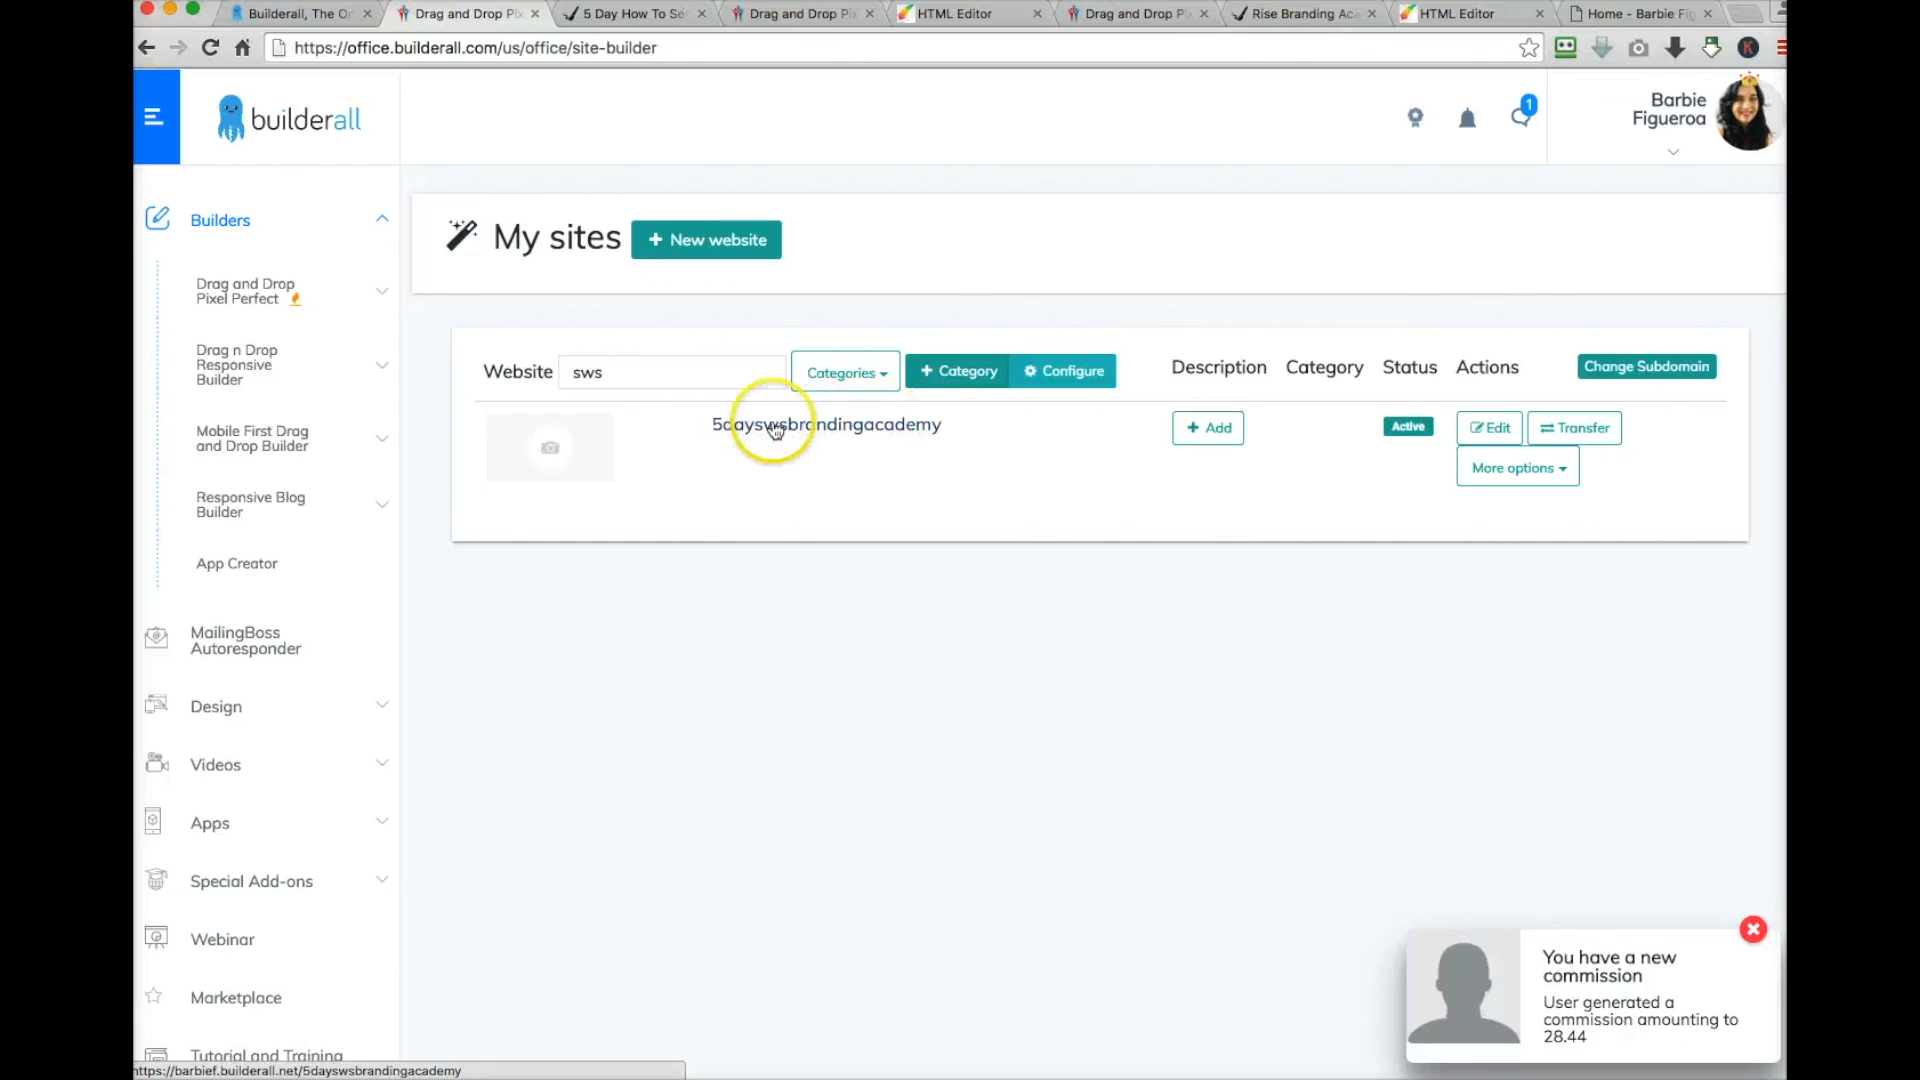 Builderall, The O
Drag and Drop Pi
5 Day How To Se
Drag and Drop Pi
HTML Editor
Drag and Drop Pi
Rise Branding Aca
HTML Editor
Home - Barbie Fig
https://office.builderall.com/us/office/site-builder
K
builderall
1
Barbie
Figueroa
Builders
Drag and Drop
Pixel Perfect
Drag n Drop
Responsive
Builder
Mobile First Drag
and Drop Builder
Responsive Blog
Builder
App Creator
MailingBoss
Autoresponder
Design
Videos
Apps
Special Add-ons
Webinar
Marketplace
Tutorial and Training
My sites
+ New website
Website sws Categories + Category Configure Description Category Status Actions Change Subdomain
5dayswsbrandingacademy
+ Add
Active
Edit
Transfer
More options
You have a new
commission
User generated a
commission amounting to
28.44
https://barbief.builderall.net/5dayswsbrandingacademy